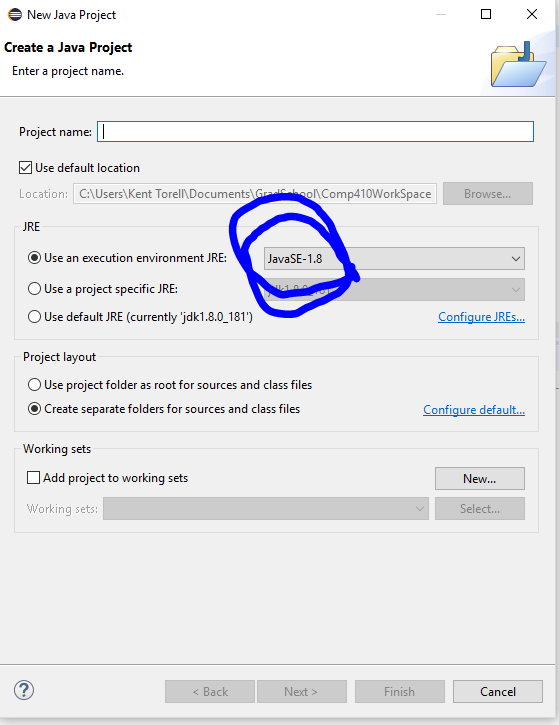 New Java Project
Create a Java Project
Enter a project name.
Project name:
Use default location
Location: C:\Users\Kent Torell\Documents\GradSchool\Comp410WorkSpace Browse...
JRE
Use an execution environment JRE: JavaSE-1.8
Use a project specific JRE: jdk1.8.0_181
Use default JRE (currently 'jdk1.8.0_181') Configure JREs...
Project layout
Use project folder as root for sources and class files
Create separate folders for sources and class files Configure default...
Working sets
Add project to working sets New...
Working sets: Select...
? < Back Next > Finish Cancel